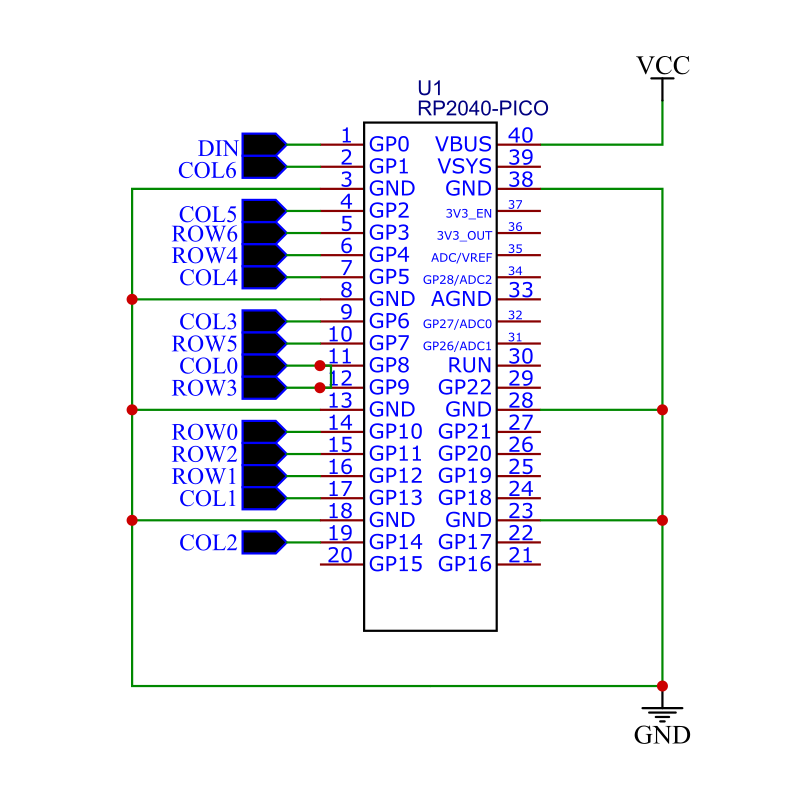 VCC
U1
RP2040-PICO
DIN 1 GP0 VBUS 40
COL6 2 GP1 VSYS 39
3 GND GND 38
COL5 4 GP2 3V3_EN 37
ROW6 5 GP3 3V3_OUT 36
ROW4 6 GP4 ADC/VREF 35
COL4 7 GP5 GP28/ADC2 34
8 GND AGND 33
COL3 9 GP6 GP27/ADC0 32
ROW5 10 GP7 GP26/ADC1 31
COL0 11 GP8 RUN 30
ROW3 12 GP9 GP22 29
13 GND GND 28
ROW0 14 GP10 GP21 27
ROW2 15 GP11 GP20 26
ROW1 16 GP12 GP19 25
COL1 17 GP13 GP18 24
18 GND GND 23
COL2 19 GP14 GP17 22
20 GP15 GP16 21
GND